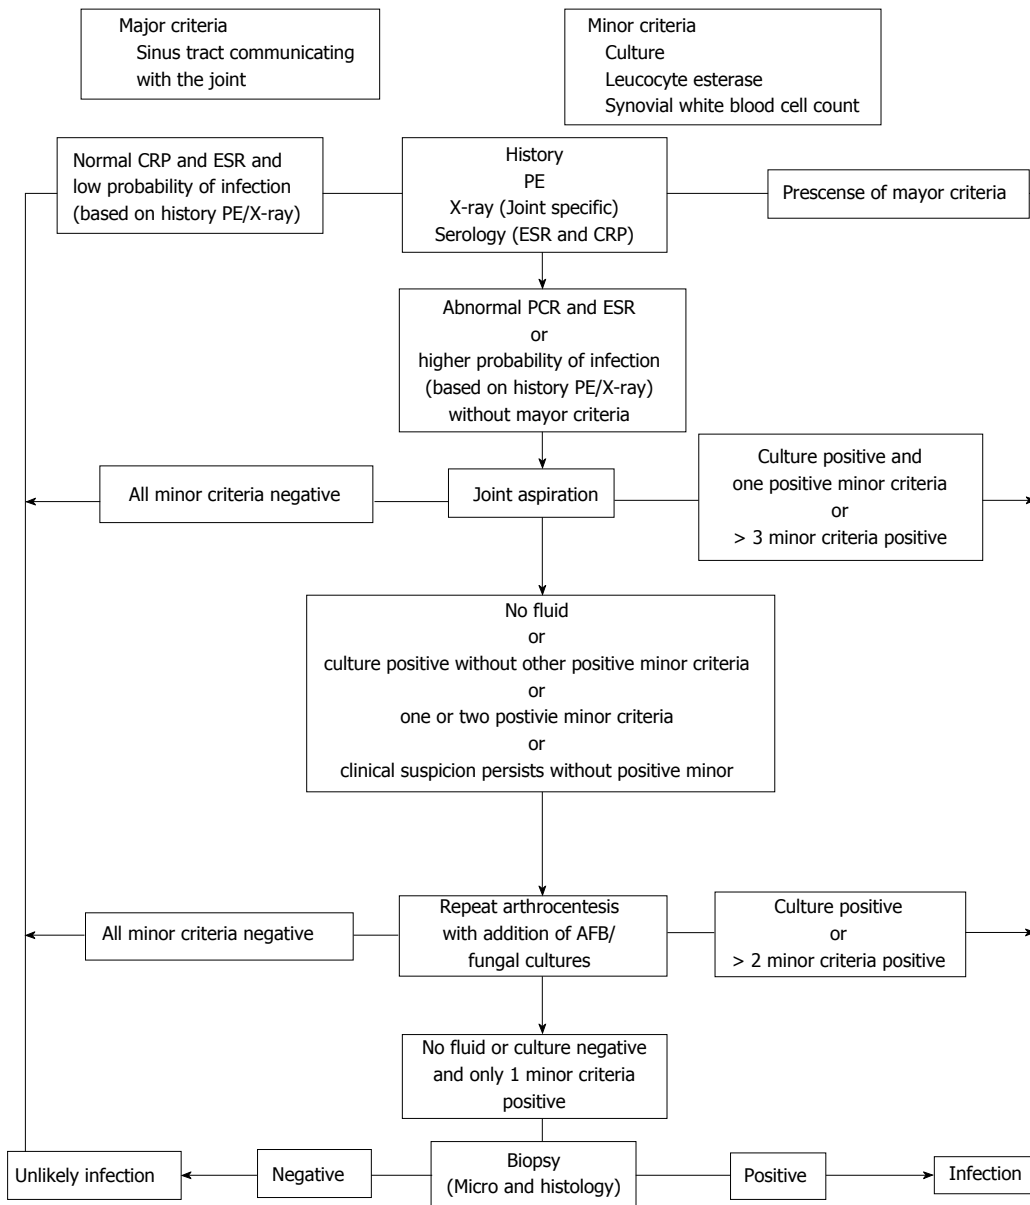 Major criteria
Sinus tract communicating
with the joint
Minor criteria
Culture
Leucocyte esterase
Synovial white blood cell count
Normal CRP and ESR and
low probability of infection
(based on history PE/X-ray)
History
PE
X-ray (Joint specific)
Serology (ESR and CRP)
Prescense of mayor criteria
Abnormal PCR and ESR
or
higher probability of infection
(based on history PE/X-ray)
without mayor criteria
All minor criteria negative
Joint aspiration
Culture positive and
one positive minor criteria
or
> 3 minor criteria positive
No fluid
or
culture positive without other positive minor criteria
or
one or two postivie minor criteria
or
clinical suspicion persists without positive minor
All minor criteria negative
Repeat arthrocentesis
with addition of AFB/
fungal cultures
Culture positive
or
> 2 minor criteria positive
No fluid or culture negative
and only 1 minor criteria
positive
Unlikely infection
Negative
Biopsy
(Micro and histology)
Positive
Infection